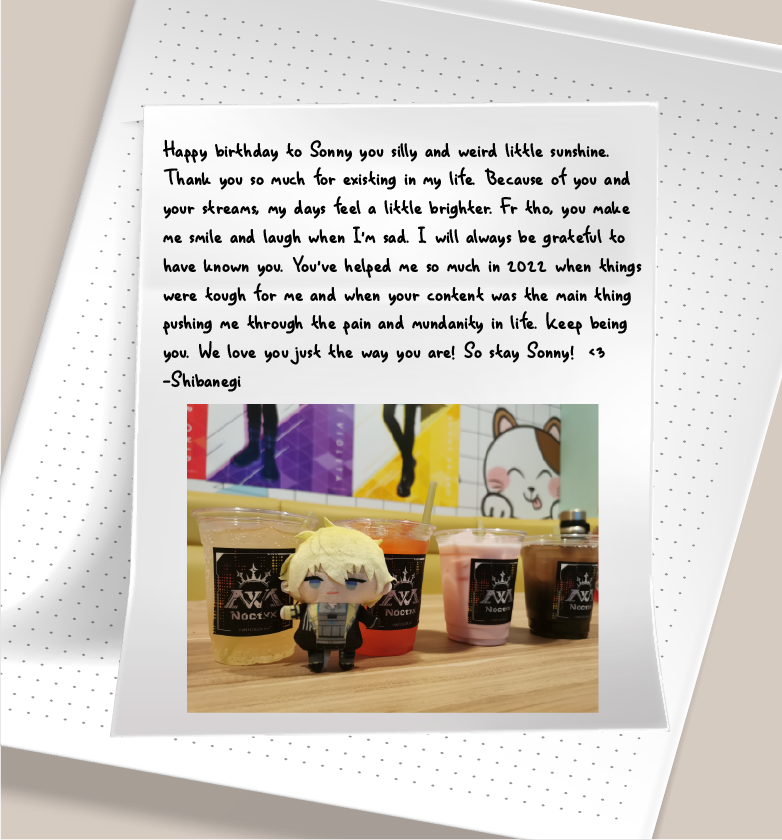 Happy birthday to Sonny you silly and weird little sunshine.
Thank you so much for existing in my life. Because of you and
your streams, my days feel a little brighter. Fr tho, you make
me smile and laugh when I'm sad. I will always be grateful to
have known you. You've helped me so much in 2022 when things
were tough for me and when your content was the main thing
pushing me through the pain and mundanity in life. Keep being
you. We love you just the way you are! So stay Sonny! <3
-Shibanegi
VIOLETA
NOCTYX
NOCTYX
NOCTYX
NOCTYX